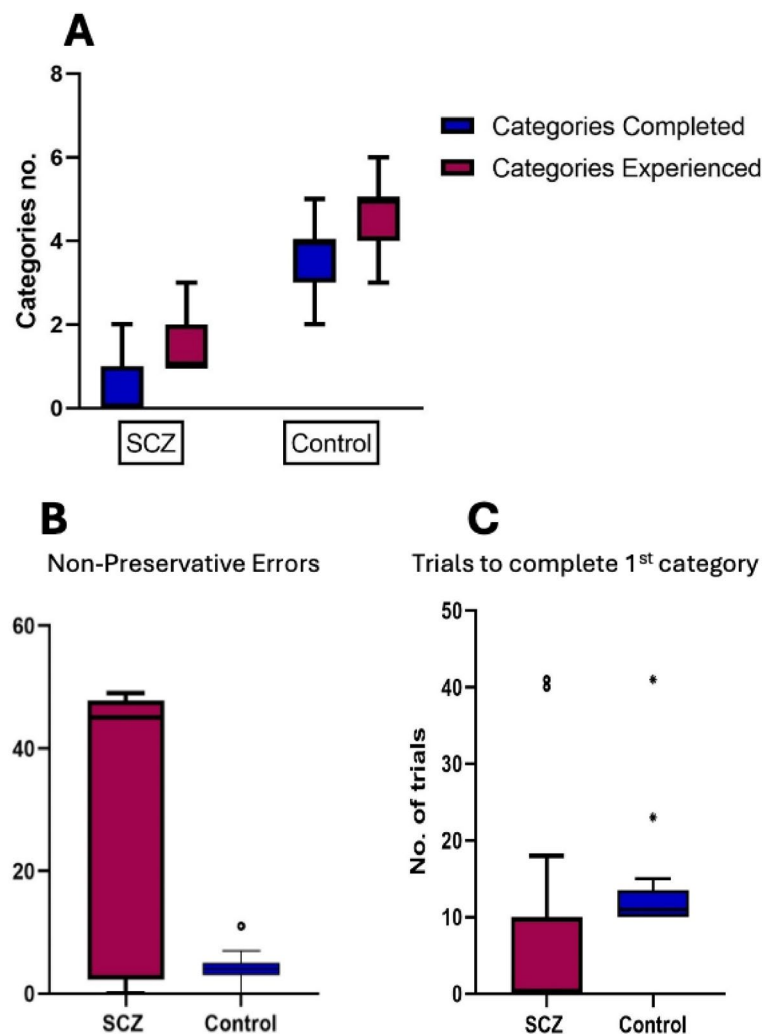 A
8
6
4
2
0
Categories no.
Categories Completed
Categories Experienced
SCZ
Control
B
Non-Preservative Errors
60
40
20
0
SCZ
Control
C
Trials to complete 1st category
50
40
30
20
10
0
No. of trials
SCZ
Control